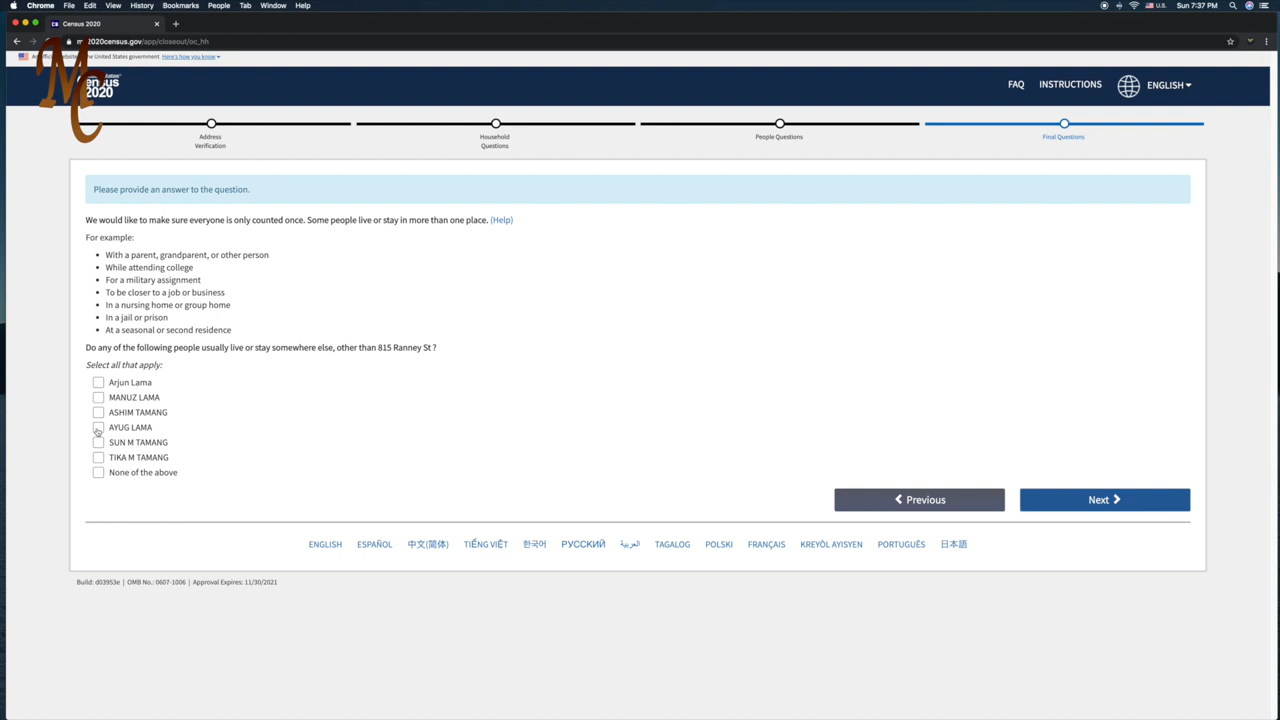 Chrome File Edit View History Bookmarks People Tab Window Help U.S. Sun 7:37 PM
Census 2020
2020census.gov/app/closeout/oc_hh
United States government Here's how you know
MC
Census
2020
FAQ INSTRUCTIONS ENGLISH
Address
Verification
Household
Questions
People Questions
Final Questions
Please provide an answer to the question.
We would like to make sure everyone is only counted once. Some people live or stay in more than one place. (Help)
For example:
• With a parent, grandparent, or other person
• While attending college
• For a military assignment
• To be closer to a job or business
• In a nursing home or group home
• In a jail or prison
• At a seasonal or second residence
Do any of the following people usually live or stay somewhere else, other than 815 Ranney St ?
Select all that apply:
Arjun Lama
MANUZ LAMA
ASHIM TAMANG
AYUG LAMA
SUN M TAMANG
TIKA M TAMANG
None of the above
Previous Next
ENGLISH ESPAÑOL 中文(简体) TIẾNG VIỆT 한국어 РУССКИЙ العربية TAGALOG POLSKI FRANÇAIS KREYÒL AYISYEN PORTUGUÊS 日本語
Build: d03953e | OMB No.: 0607-1006 | Approval Expires: 11/30/2021